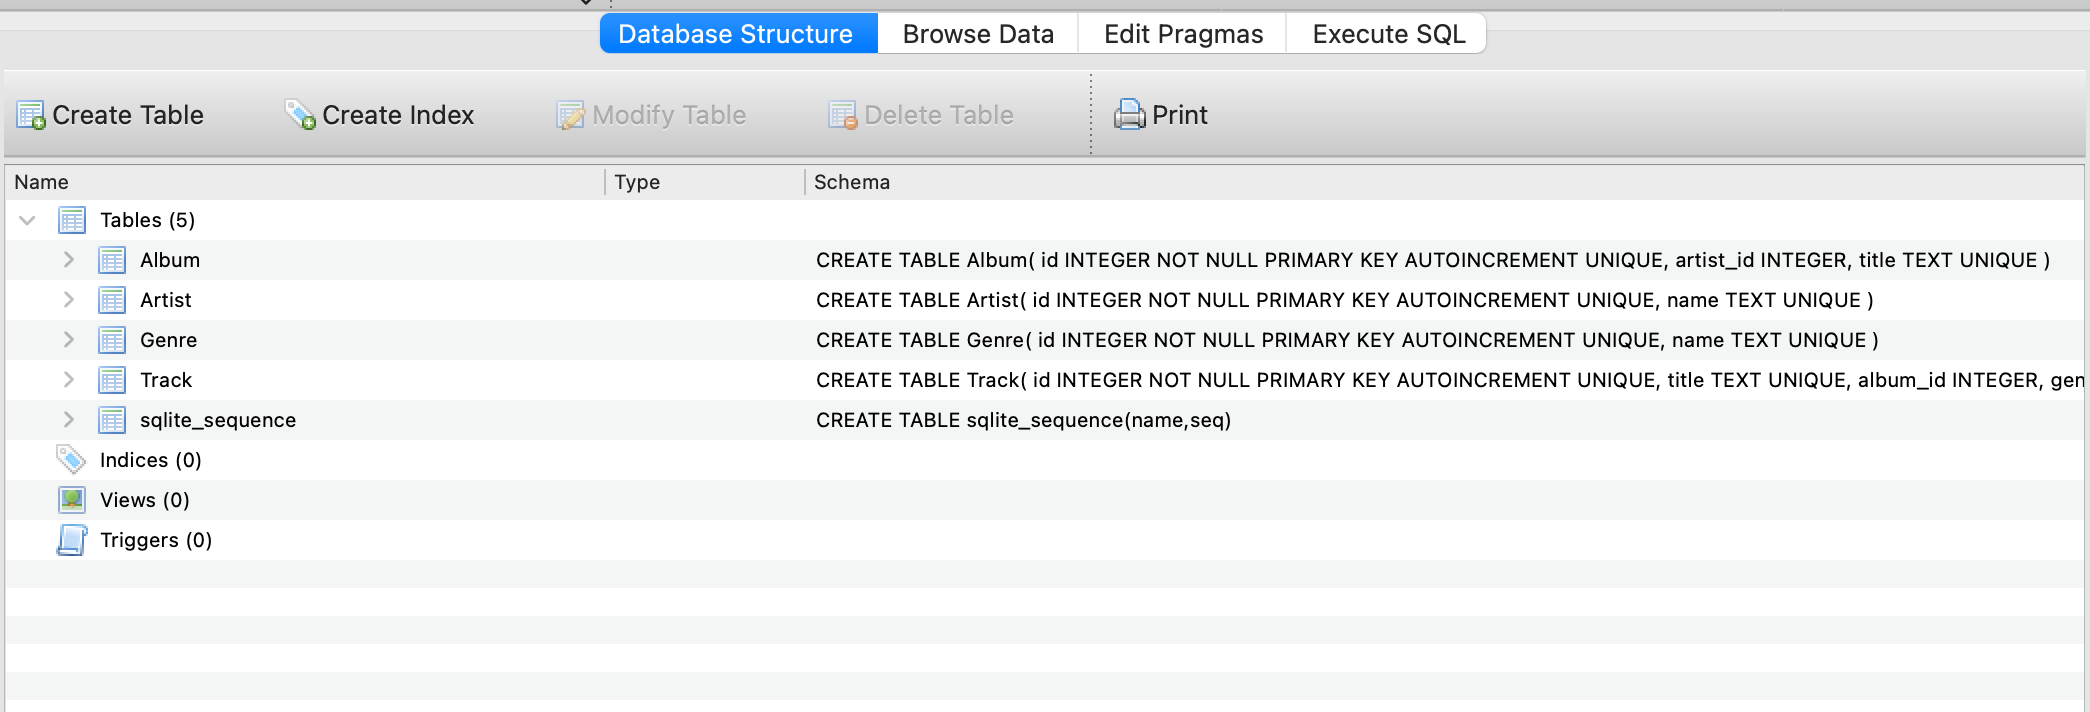 Database Structure Browse Data Edit Pragmas Execute SQL
Create Table Create Index Modify Table Delete Table Print
Name Type Schema
Tables (5)
Album CREATE TABLE Album( id INTEGER NOT NULL PRIMARY KEY AUTOINCREMENT UNIQUE, artist_id INTEGER, title TEXT UNIQUE )
Artist CREATE TABLE Artist( id INTEGER NOT NULL PRIMARY KEY AUTOINCREMENT UNIQUE, name TEXT UNIQUE )
Genre CREATE TABLE Genre( id INTEGER NOT NULL PRIMARY KEY AUTOINCREMENT UNIQUE, name TEXT UNIQUE )
Track CREATE TABLE Track( id INTEGER NOT NULL PRIMARY KEY AUTOINCREMENT UNIQUE, title TEXT UNIQUE, album_id INTEGER, gen
sqlite_sequence CREATE TABLE sqlite_sequence(name,seq)
Indices (0)
Views (0)
Triggers (0)